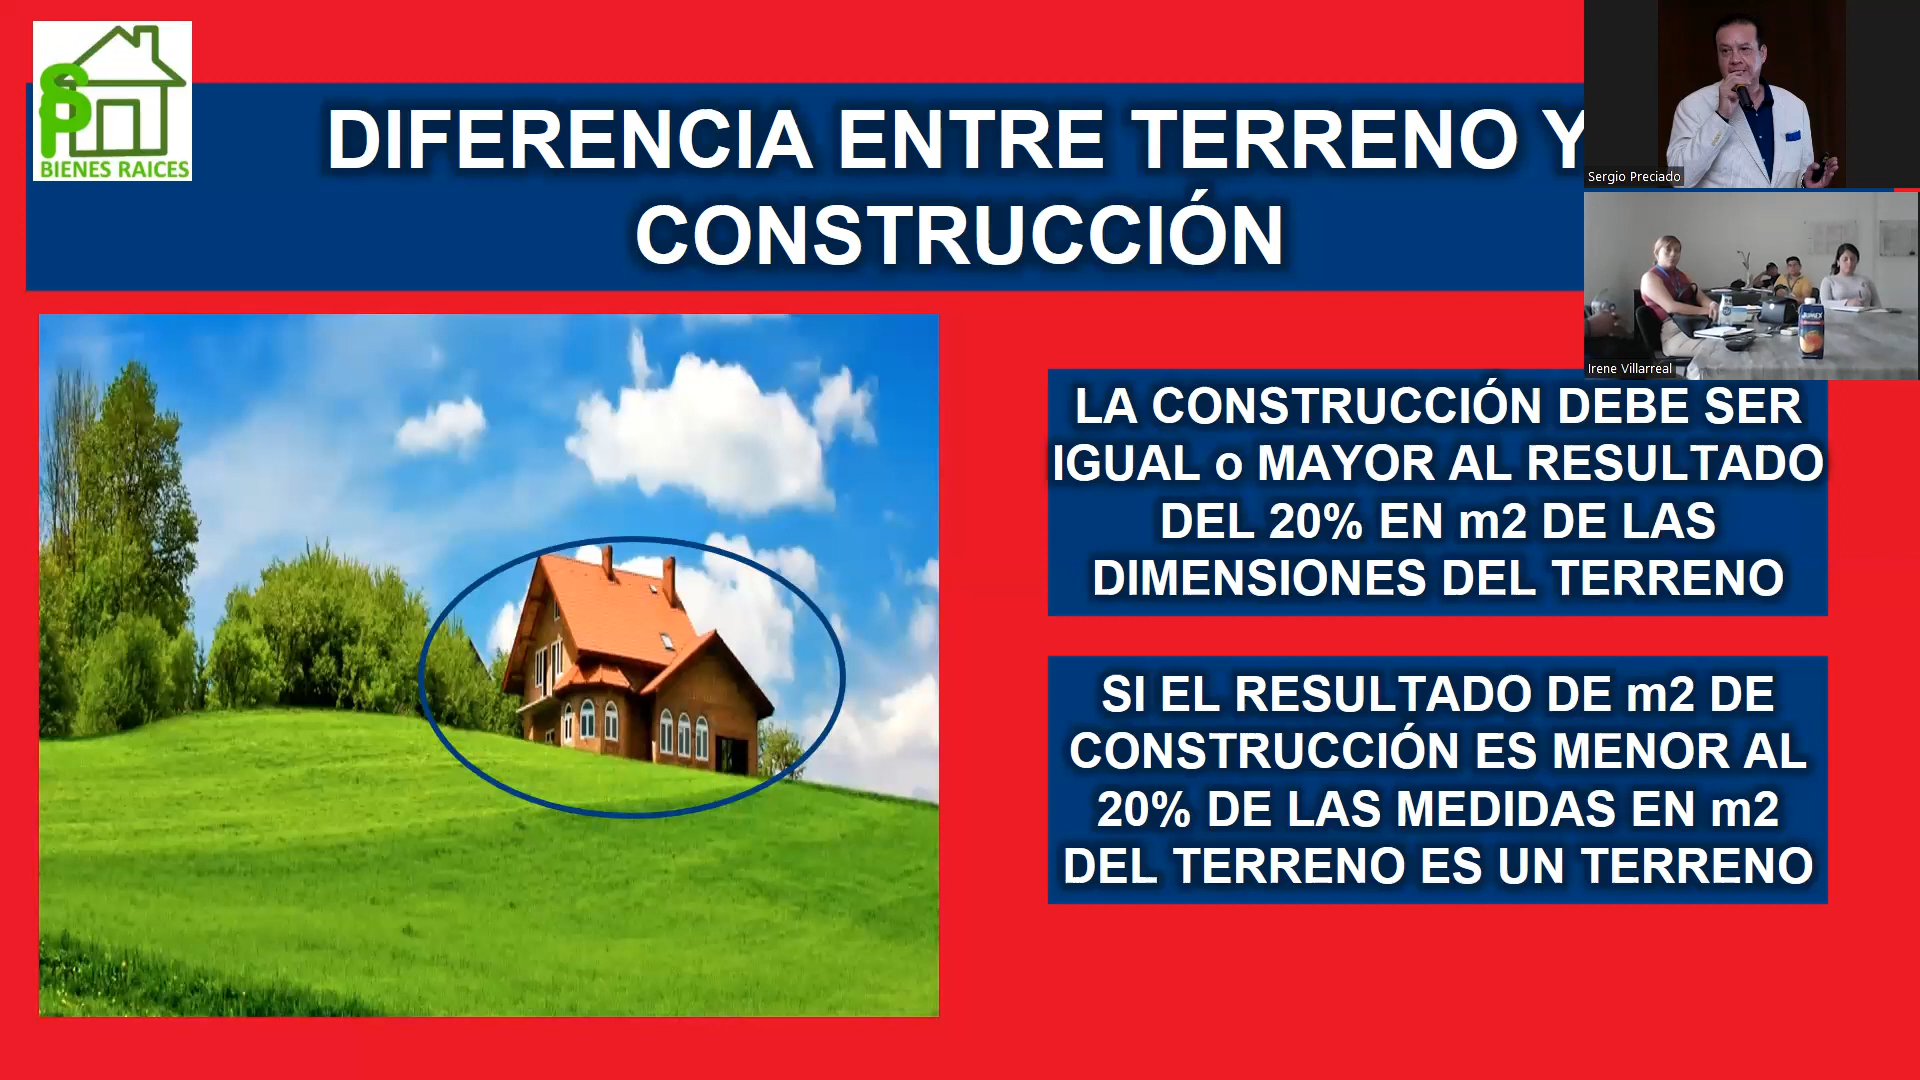 SP
BIENES RAICES
DIFERENCIA ENTRE TERRENO Y
CONSTRUCCIÓN
Sergio Preciado
JUMEX
Irene Villarreal
LA CONSTRUCCIÓN DEBE SER
IGUAL o MAYOR AL RESULTADO
DEL 20% EN m2 DE LAS
DIMENSIONES DEL TERRENO
SI EL RESULTADO DE m2 DE
CONSTRUCCIÓN ES MENOR AL
20% DE LAS MEDIDAS EN m2
DEL TERRENO ES UN TERRENO